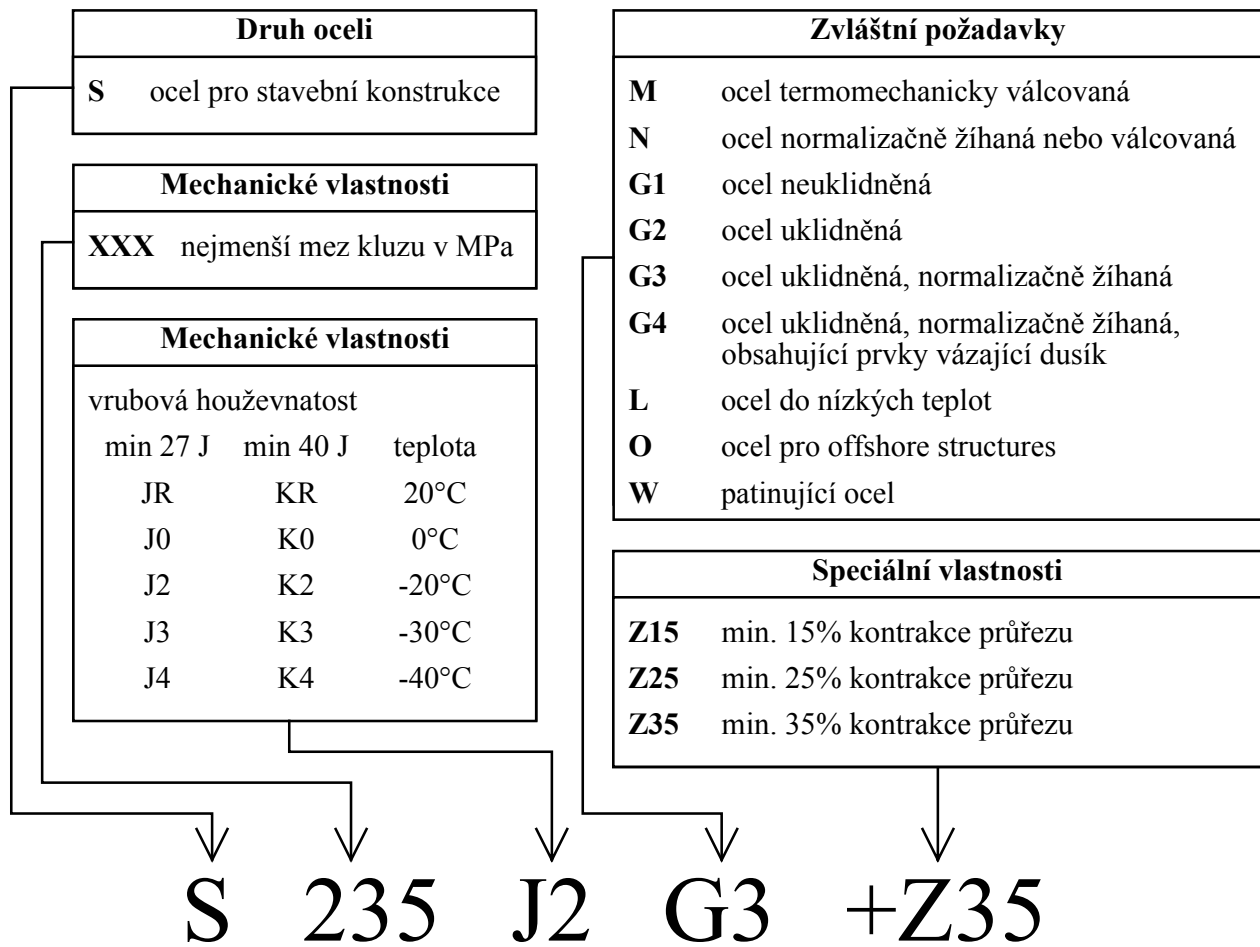 Druh oceli
S ocel pro stavební konstrukce
Mechanické vlastnosti
XXX nejmenší mez kluzu v MPa
Mechanické vlastnosti
vrubová houževnatost
min 27 J min 40 J teplota
JR KR 20°C
J0 K0 0°C
J2 K2 -20°C
J3 K3 -30°C
J4 K4 -40°C
Zvláštní požadavky
M ocel termomechanicky válcovaná
N ocel normalizačně žíhaná nebo válcovaná
G1 ocel neuklidněná
G2 ocel uklidněná
G3 ocel uklidněná, normalizačně žíhaná
G4 ocel uklidněná, normalizačně žíhaná,
obsahující prvky vázající dusík
L ocel do nízkých teplot
O ocel pro offshore structures
W patinující ocel
Speciální vlastnosti
Z15 min. 15% kontrakce průřezu
Z25 min. 25% kontrakce průřezu
Z35 min. 35% kontrakce průřezu
S 235 J2 G3 +Z35